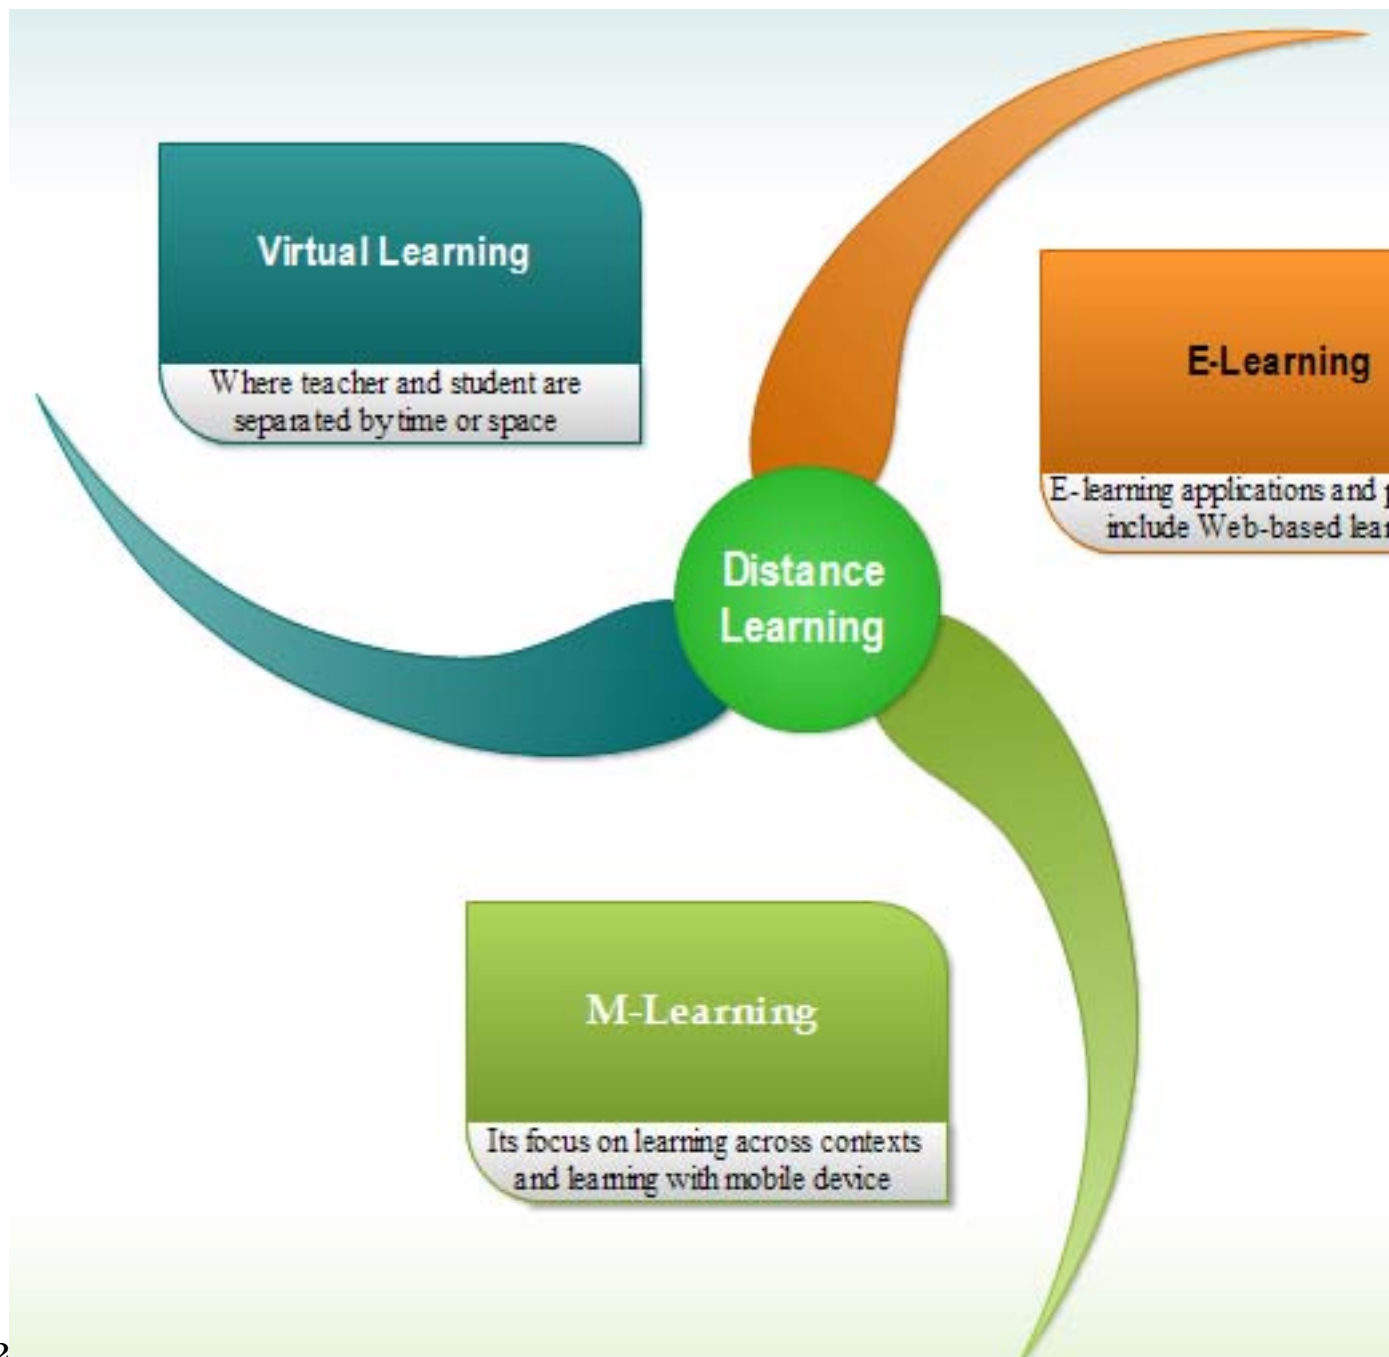 Virtual Learning
Where teacher and student are
separated by time or space
E-Learning
E-learning applications and
include Web-based
Distance
Learning
M-Learning
Its focus on learning across contexts
and learning with mobile device
2